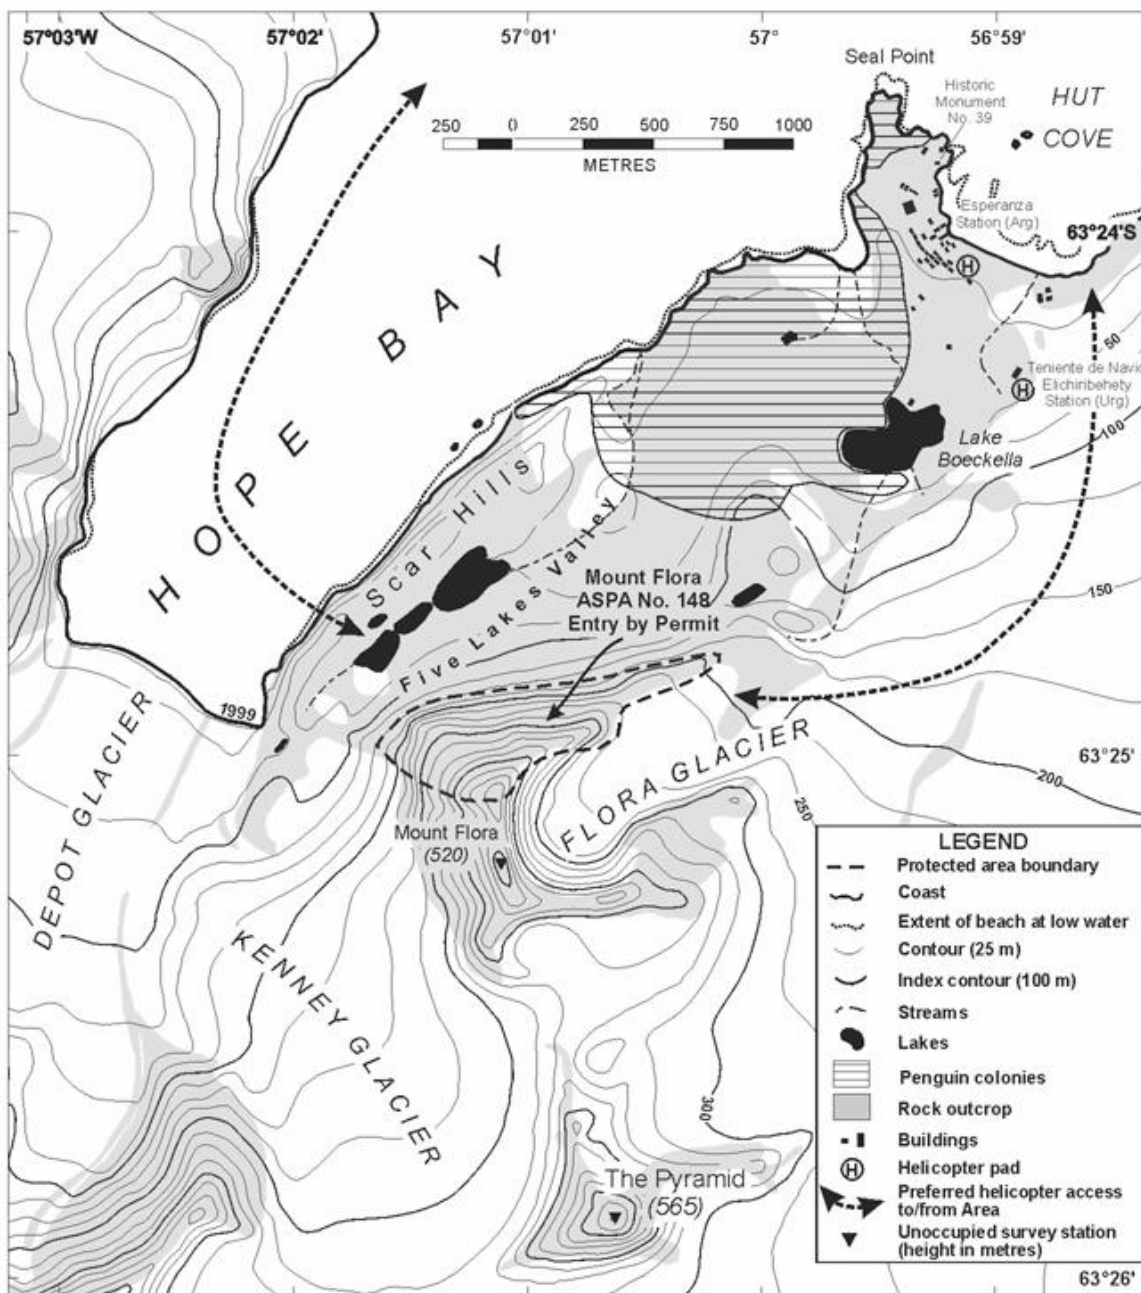 57°03'W
57°02'
57°01'
57°
56°59'
Seal Point
Historic
Monument
No. 39
HUT
COVE
250 0 250 500 750 1000
METRES
Esperanza
Station (Arg)
63°24'S
HOPE BAY
50
Teniente de Navio
Elichiribehety
Station (Urg)
100
Lake
Boeckella
Scar Hills
Five Lakes Valley
Mount Flora
ASPA No. 148
Entry by Permit
150
1999
DEPOT GLACIER
FLORA GLACIER
63°25'
200
250
Mount Flora
(520)
KENNEY GLACIER
300
The Pyramid
(565)
LEGEND
Protected area boundary
Coast
Extent of beach at low water
Contour (25 m)
Index contour (100 m)
Streams
Lakes
Penguin colonies
Rock outcrop
Buildings
H Helicopter pad
Preferred helicopter access
to/from Area
Unoccupied survey station
(height in metres)
63°26'
H
H